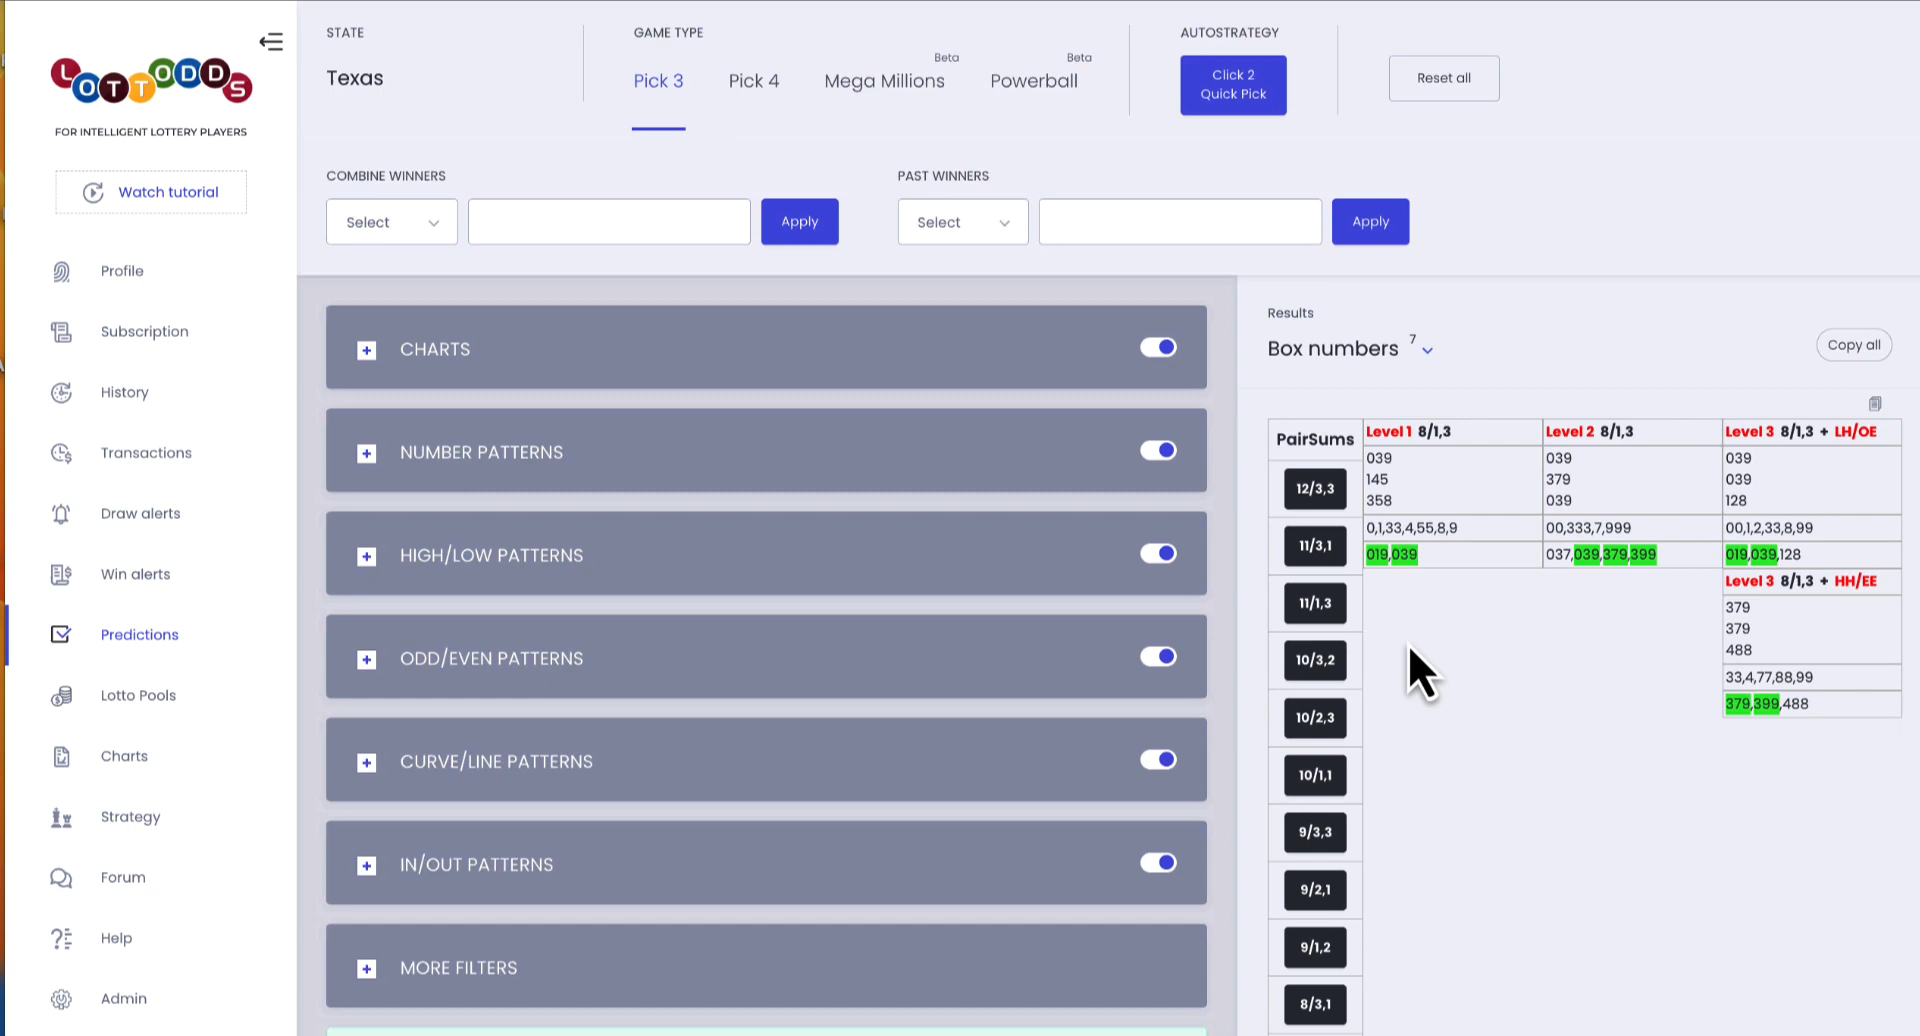 LOTTODDS
FOR INTELLIGENT LOTTERY PLAYERS
Watch tutorial
Profile
Subscription
History
Transactions
Draw alerts
Win alerts
Predictions
Lotto Pools
Charts
Strategy
Forum
Help
Admin
STATE
Texas
GAME TYPE
Pick 3
Pick 4
Beta
Mega Millions
Beta
Powerball
AUTOSTRATEGY
Click 2
Quick Pick
Reset all
COMBINE WINNERS
Select
Apply
PAST WINNERS
Select
Apply
CHARTS
NUMBER PATTERNS
HIGH/LOW PATTERNS
ODD/EVEN PATTERNS
CURVE/LINE PATTERNS
IN/OUT PATTERNS
MORE FILTERS
Results
Box numbers 7
Copy all
PairSums
12/3,3
11/3,1
11/1,3
10/3,2
10/2,3
10/1,1
9/3,3
9/2,1
9/1,2
8/3,1
Level 1 8/1,3
039
145
358
0,1,33,4,55,8,9
019,039
Level 2 8/1,3
039
379
039
00,333,7,999
037,039,379,399
Level 3 8/1,3 + LH/OE
039
039
128
00,1,2,33,8,99
019,039,128
Level 3 8/1,3 + HH/EE
379
379
488
33,4,77,88,99
379,399,488